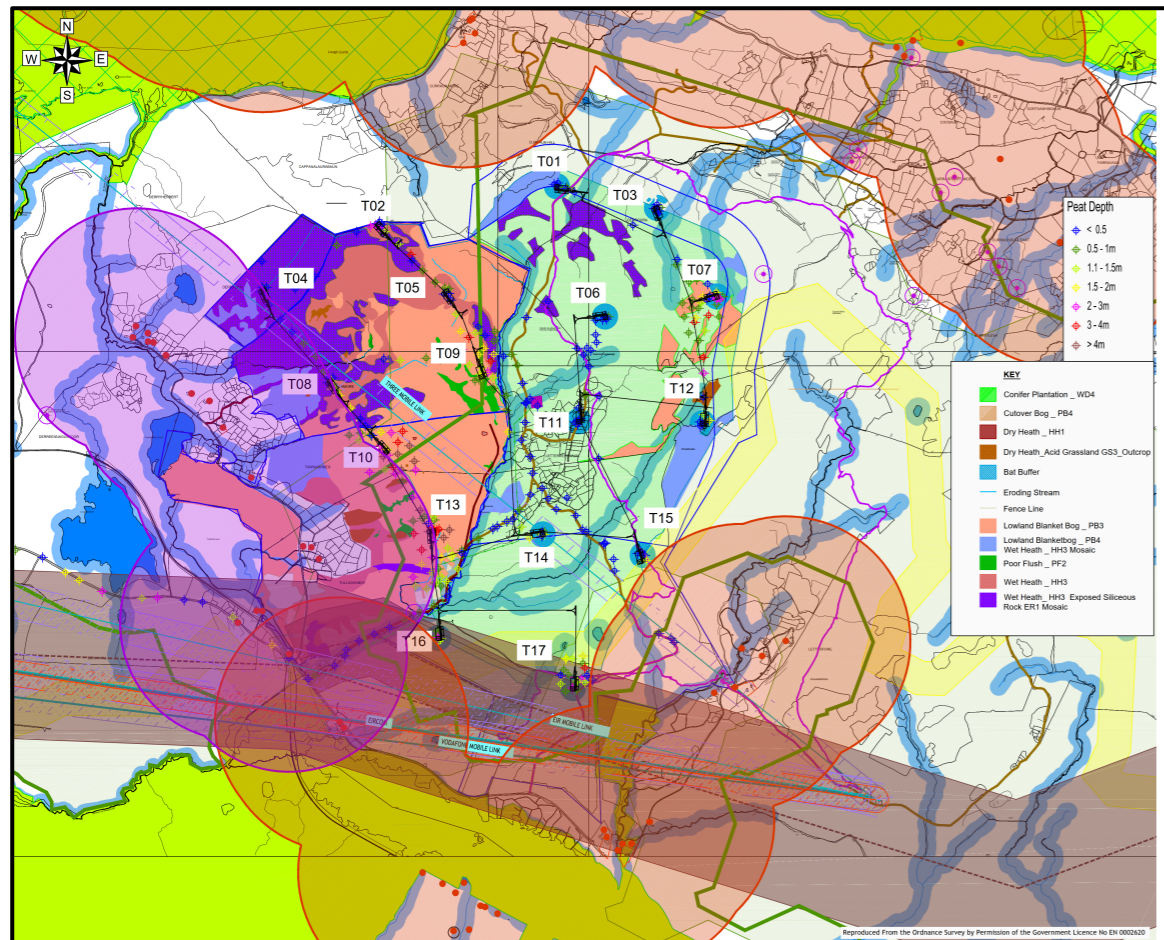 N
W
E
S
T01
T02
T03
T04
T05
T06
T07
T08
T09
T10
T11
T12
T13
T14
T15
T16
T17
THREE MOBILE LINK
EIRCOM
VODAFONE MOBILE LINK
EIR MOBILE LINK
Peat Depth
< 0.5
0.5 - 1m
1.1 - 1.5m
1.5 - 2m
2 - 3m
3 - 4m
> 4m
KEY
Conifer Plantation _ WD4
Cutover Bog _ PB4
Dry Heath _ HH1
Dry Heath_Acid Grassland GS3_Outcrop
Bat Buffer
Eroding Stream
Fence Line
Lowland Blanket Bog _ PB3
Lowland Blanketbog _ PB4
Wet Heath _ HH3 Mosaic
Poor Flush _ PF2
Wet Heath _ HH3
Wet Heath_ HH3 Exposed Siliceous
Rock ER1 Mosaic
Reproduced From the Ordnance Survey by Permission of the Government Licence No EN 0002620